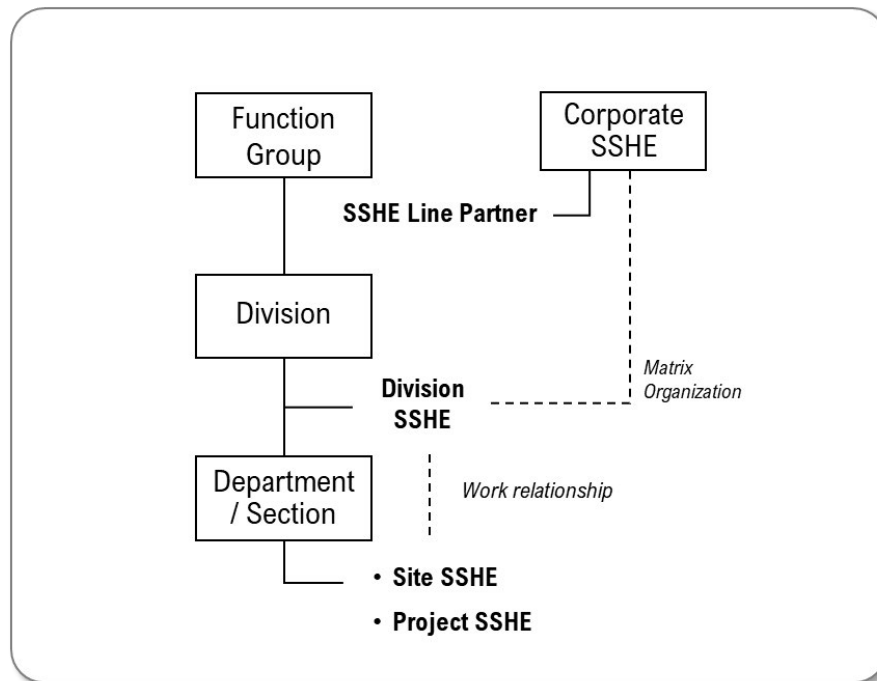 Function
Group
Corporate
SSHE
SSHE Line Partner
Division
Matrix
Organization
Division
SSHE
Department
/ Section
Work relationship
• Site SSHE
• Project SSHE